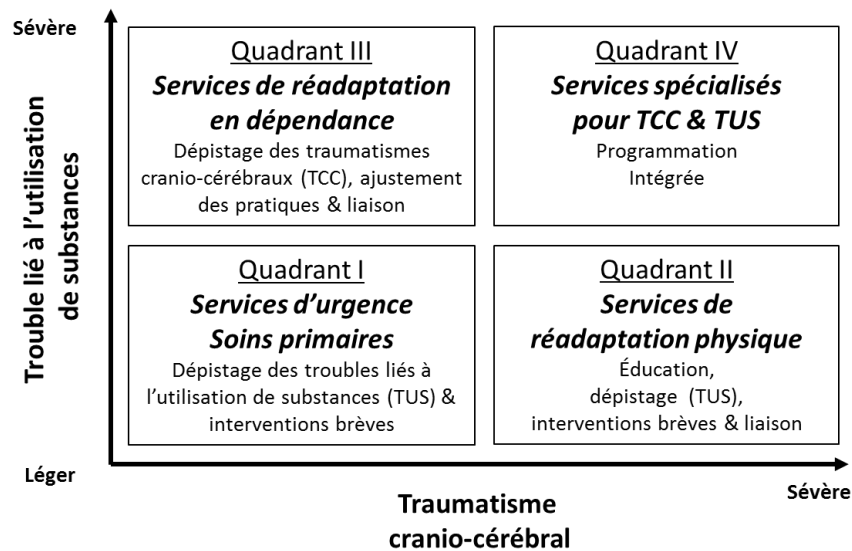 Sévère
Trouble lié à l'utilisation
de substances
Quadrant III
Services de réadaptation
en dépendance
Dépistage des traumatismes
cranio-cérébraux (TCC), ajustement
des pratiques & liaison
Quadrant IV
Services spécialisés
pour TCC & TUS
Programmation
Intégrée
Quadrant I
Services d'urgence
Soins primaires
Dépistage des troubles liés à
l'utilisation de substances (TUS) &
interventions brèves
Quadrant II
Services de
réadaptation physique
Éducation,
dépistage (TUS),
interventions brèves & liaison
Léger
Sévère
Traumatisme
cranio-cérébral